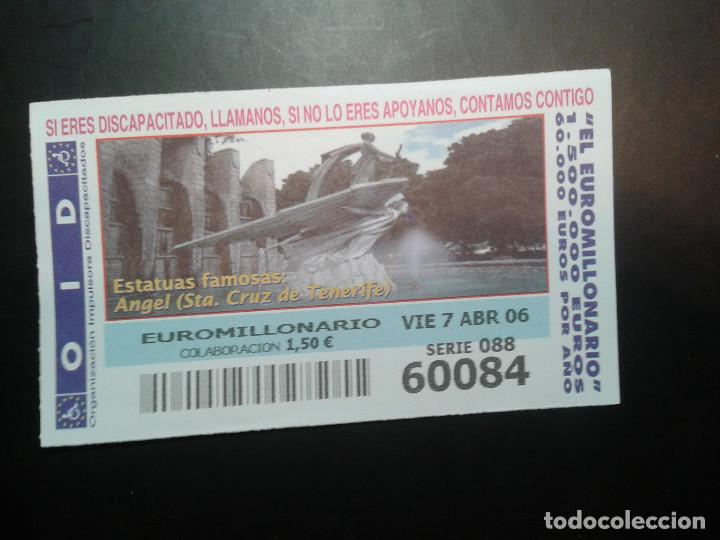 SI ERES DISCAPACITADO, LLAMANOS, SI NO LO ERES APOYANOS, CONTAMOS CONTIGO
O I D
Organización Impulsora Discapacitados
Estatuas famosas:
Angel (Sta. Cruz de Tenerife)
EUROMILLONARIO
COLABORACION 1,50 €
VIE 7 ABR 06
SERIE 088
60084
"EL EUROMILLONARIO"
1.500.000 EUROS
60.000 EUROS POR AÑO
todocoleccion.net